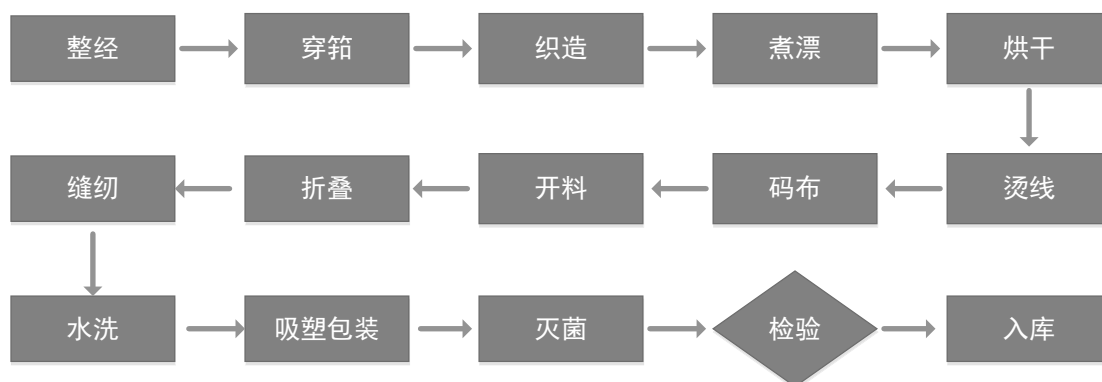 整经
穿筘
织造
煮漂
烘干
烫线
码布
开料
折叠
缝纫
水洗
吸塑包装
灭菌
检验
入库